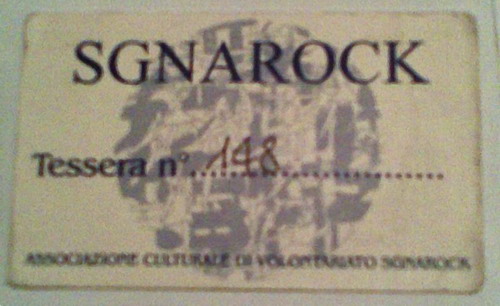 SGNAROCK
Tessera n°...148.....................
ASSOCIAZIONE CULTURALE DI VOLONTARIATO SGNAROCK